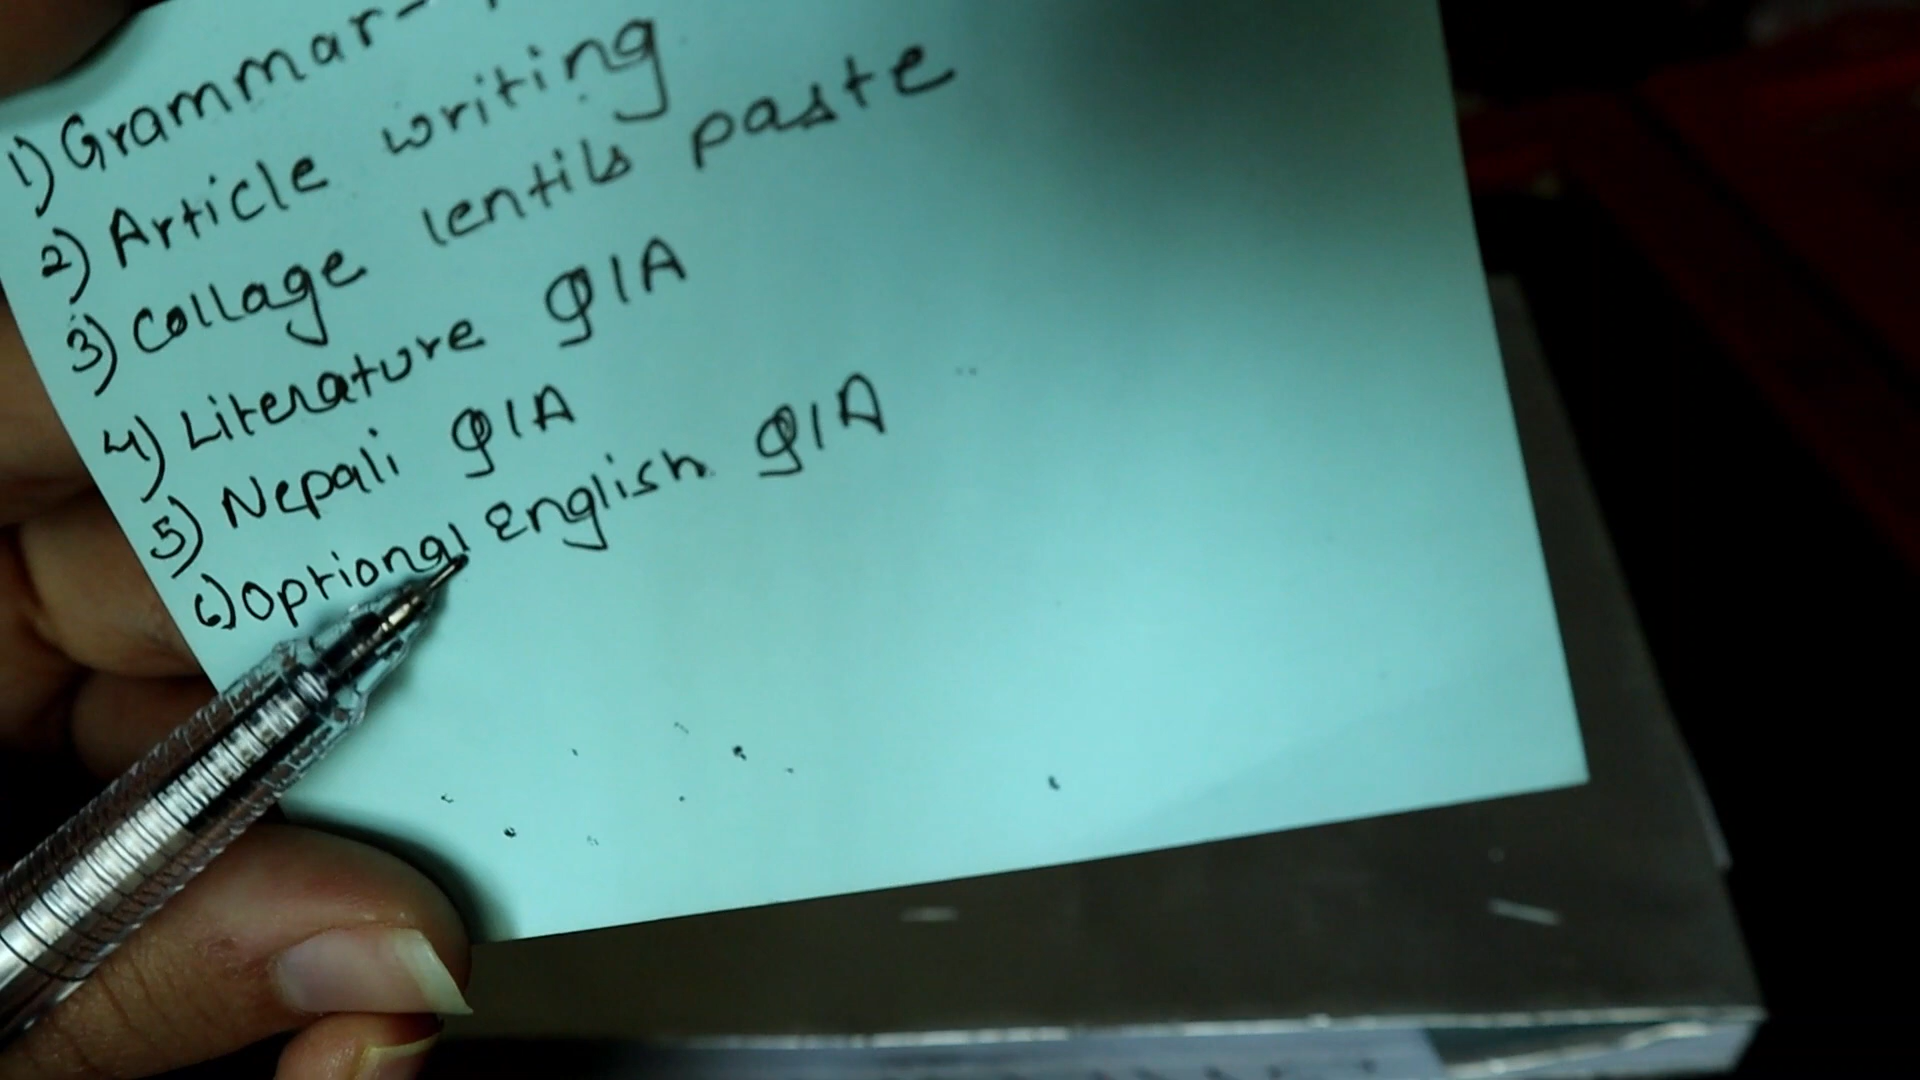 1) Grammar-
2) Article writing
3) Collage lentils paste
4) Literature Q/A
5) Nepali Q/A
6) Optional English Q/A